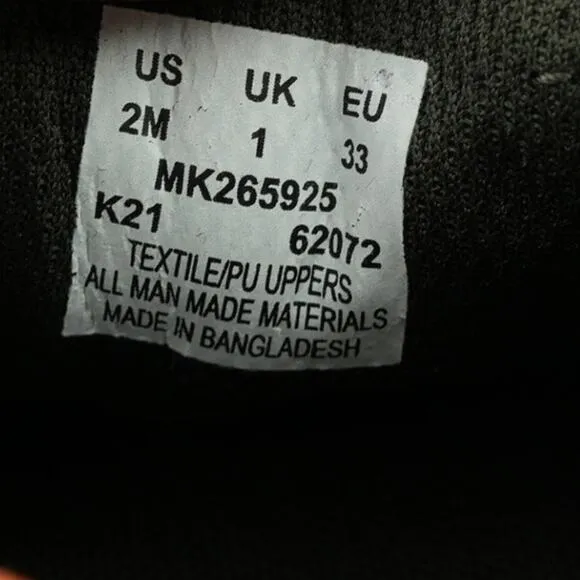 US UK EU
2M 1 33
MK265925
K21 62072
TEXTILE/PU UPPERS
ALL MAN MADE MATERIALS
MADE IN BANGLADESH